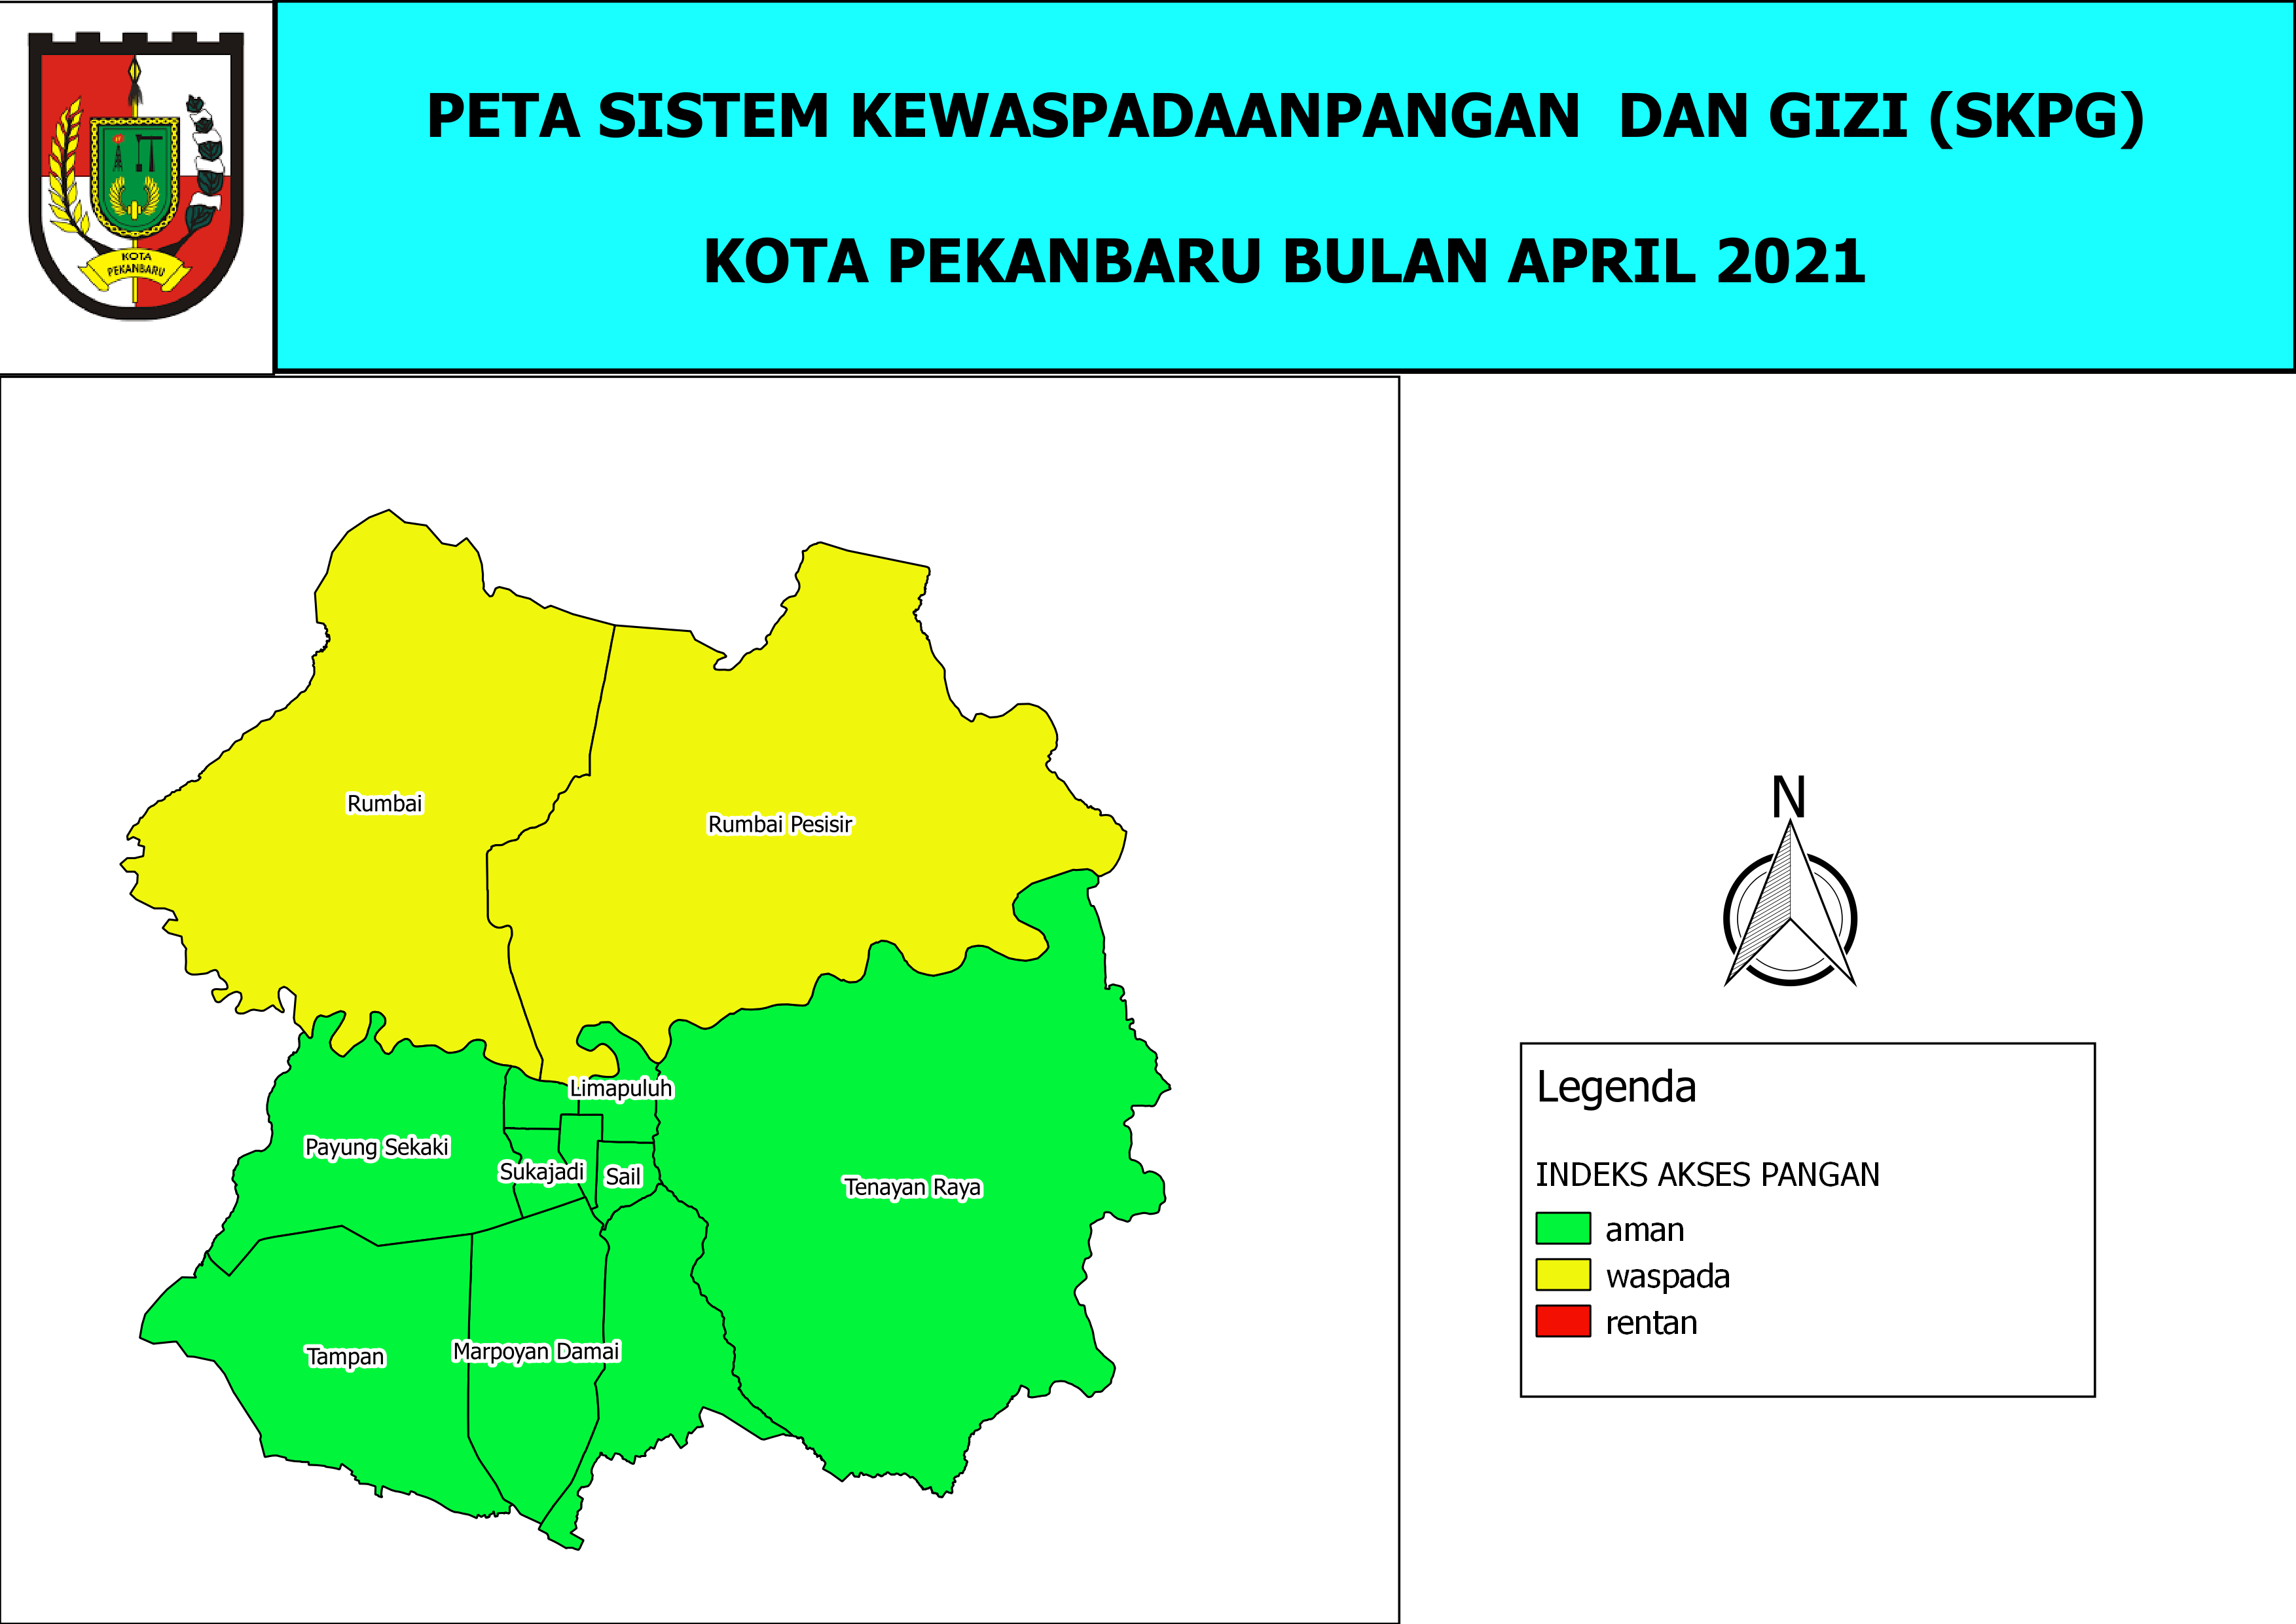 PETA SISTEM KEWASPADAANPANGAN DAN GIZI (SKPG)
KOTA PEKANBARU BULAN APRIL 2021
KOTA
PEKANBARU
Rumbai
Rumbai Pesisir
Limapuluh
Payung Sekaki
Sukajadi
Sail
Tenayan Raya
Tampan
Marpoyan Damai
N
Legenda
INDEKS AKSES PANGAN
aman
waspada
rentan